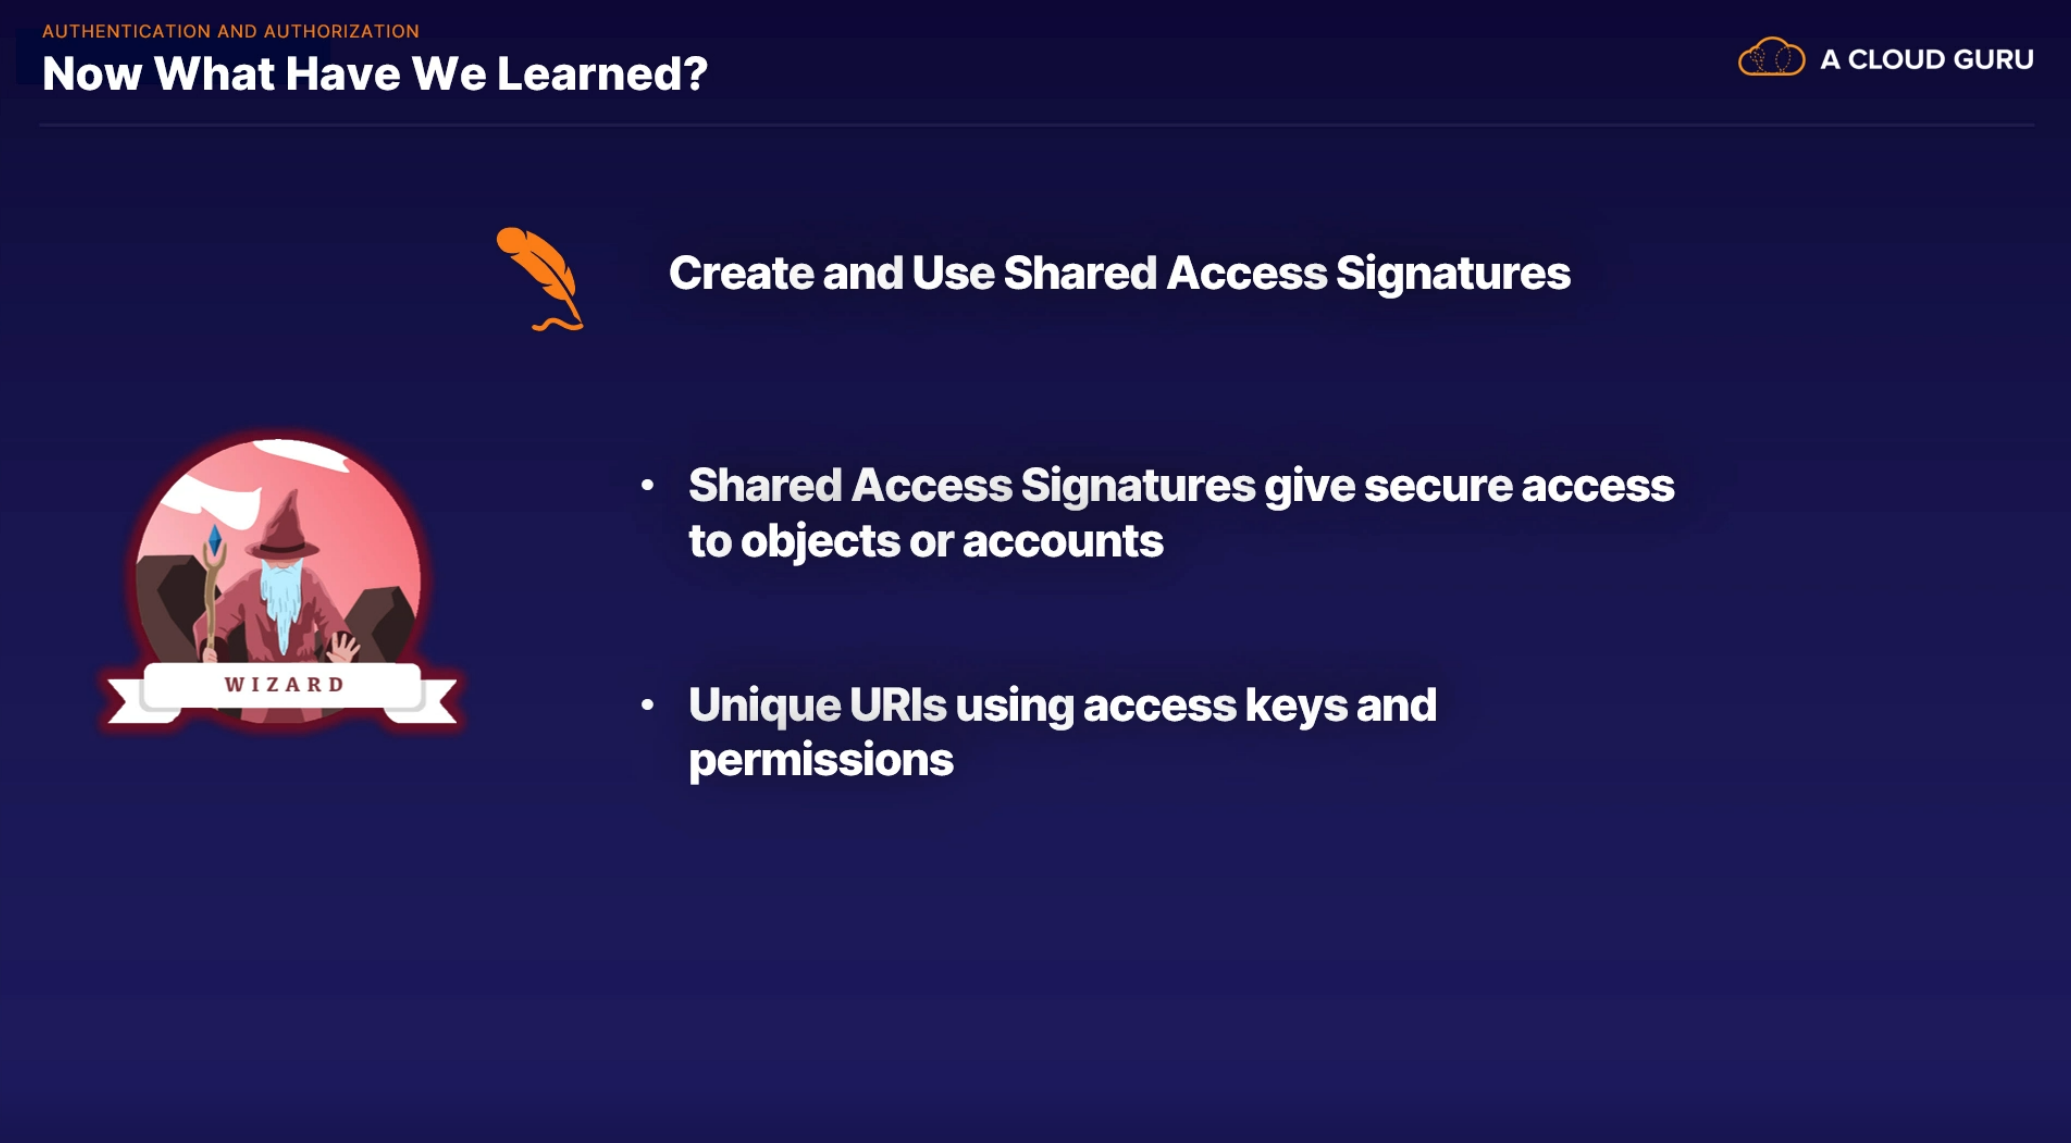 AUTHENTICATION AND AUTHORIZATION
Now What Have We Learned?
A CLOUD GURU
Create and Use Shared Access Signatures
• Shared Access Signatures give secure access
to objects or accounts
WIZARD
• Unique URIs using access keys and
permissions